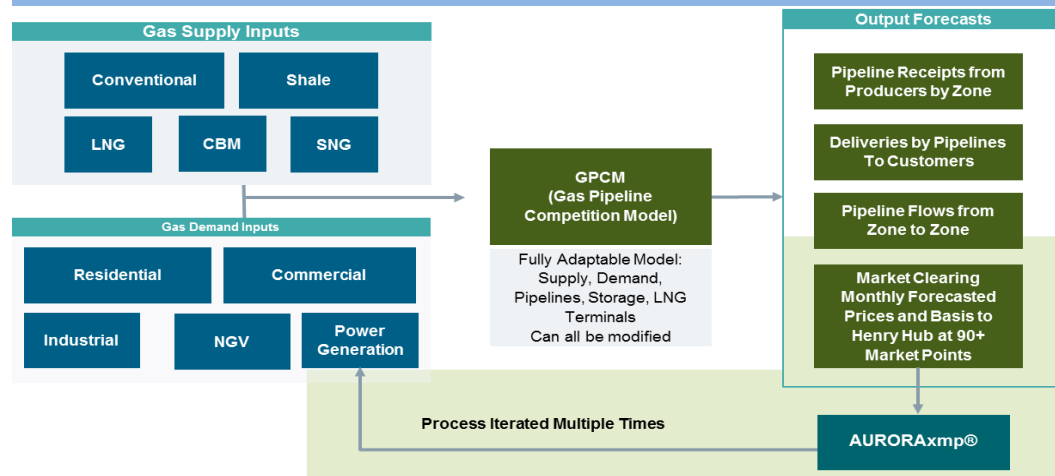 Gas Supply Inputs
Conventional
Shale
LNG
CBM
SNG
Gas Demand Inputs
Residential
Commercial
Industrial
NGV
Power
Generation
GPCM
(Gas Pipeline
Competition Model)
Fully Adaptable Model:
Supply, Demand,
Pipelines, Storage, LNG
Terminals
Can all be modified
Output Forecasts
Pipeline Receipts from
Producers by Zone
Deliveries by Pipelines
To Customers
Pipeline Flows from
Zone to Zone
Market Clearing
Monthly Forecasted
Prices and Basis to
Henry Hub at 90+
Market Points
Process Iterated Multiple Times
AURORAxmp®